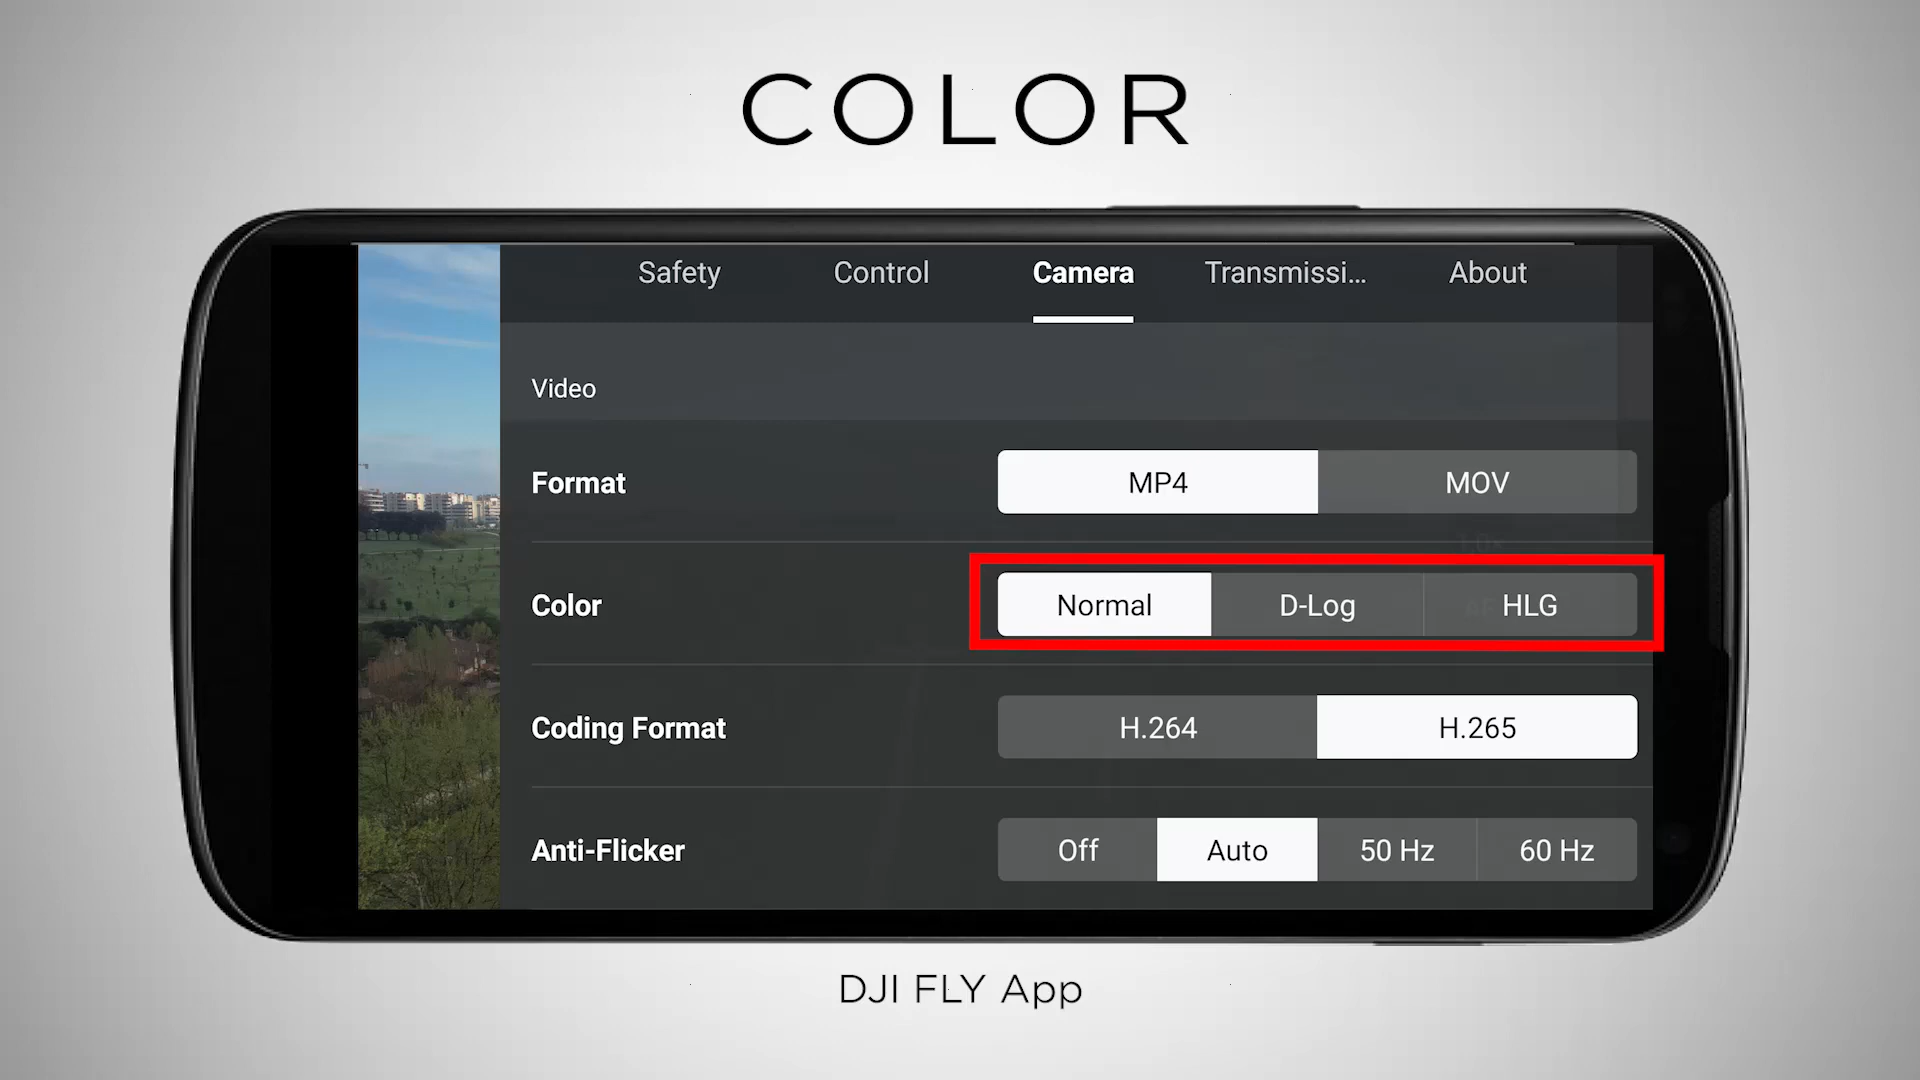 COLOR
Safety Control Camera Transmissi... About
Video
Format MP4 MOV
Color Normal D-Log HLG
Coding Format H.264 H.265
Anti-Flicker Off Auto 50 Hz 60 Hz
DJI FLY App